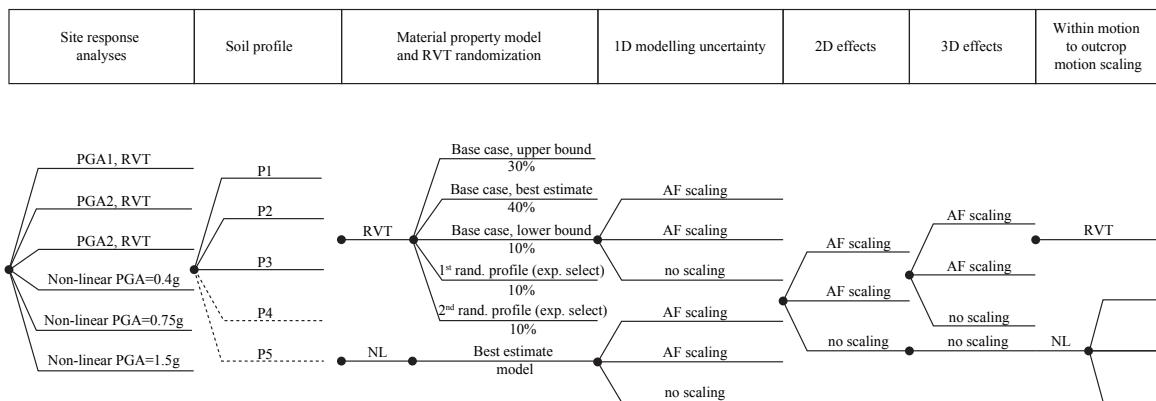 Site response
analyses
Soil profile
Material property model
and RVT randomization
1D modelling uncertainty
2D effects
3D effects
Within motion
to outcrop
motion scaling
PGA1, RVT
PGA2, RVT
PGA2, RVT
Non-linear PGA=0.4g
Non-linear PGA=0.75g
Non-linear PGA=1.5g
P1
P2
P3
P4
P5
RVT
NL
Base case, upper bound
30%
Base case, best estimate
40%
Base case, lower bound
10%
1st rand. profile (exp. select)
10%
2nd rand. profile (exp. select)
10%
Best estimate
model
AF scaling
AF scaling
no scaling
AF scaling
AF scaling
no scaling
AF scaling
AF scaling
no scaling
AF scaling
AF scaling
no scaling
no scaling
RVT
NL